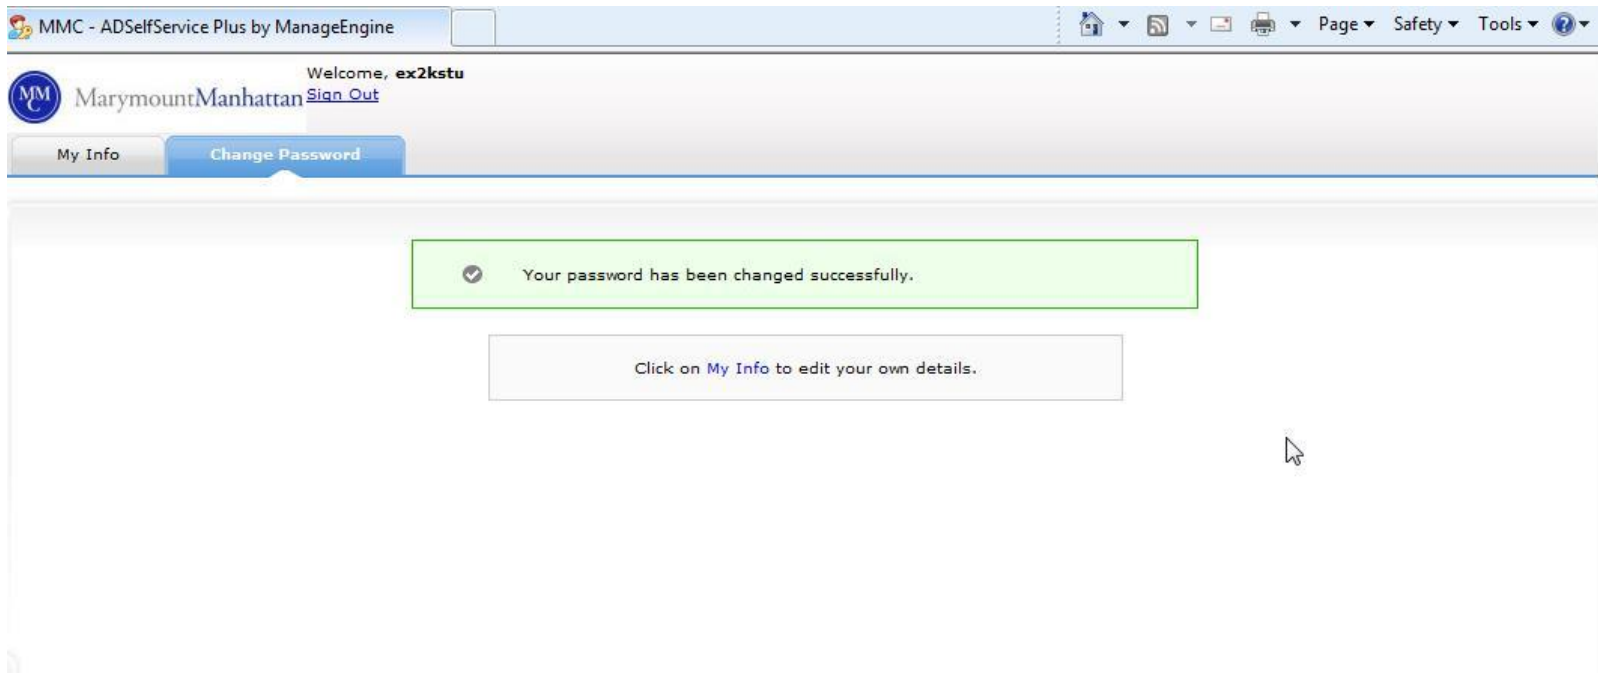 MMC - ADSelfService Plus by ManageEngine
Page Safety Tools
MMC MarymountManhattan
Welcome, ex2kstu
Sign Out
My Info Change Password
Your password has been changed successfully.
Click on My Info to edit your own details.